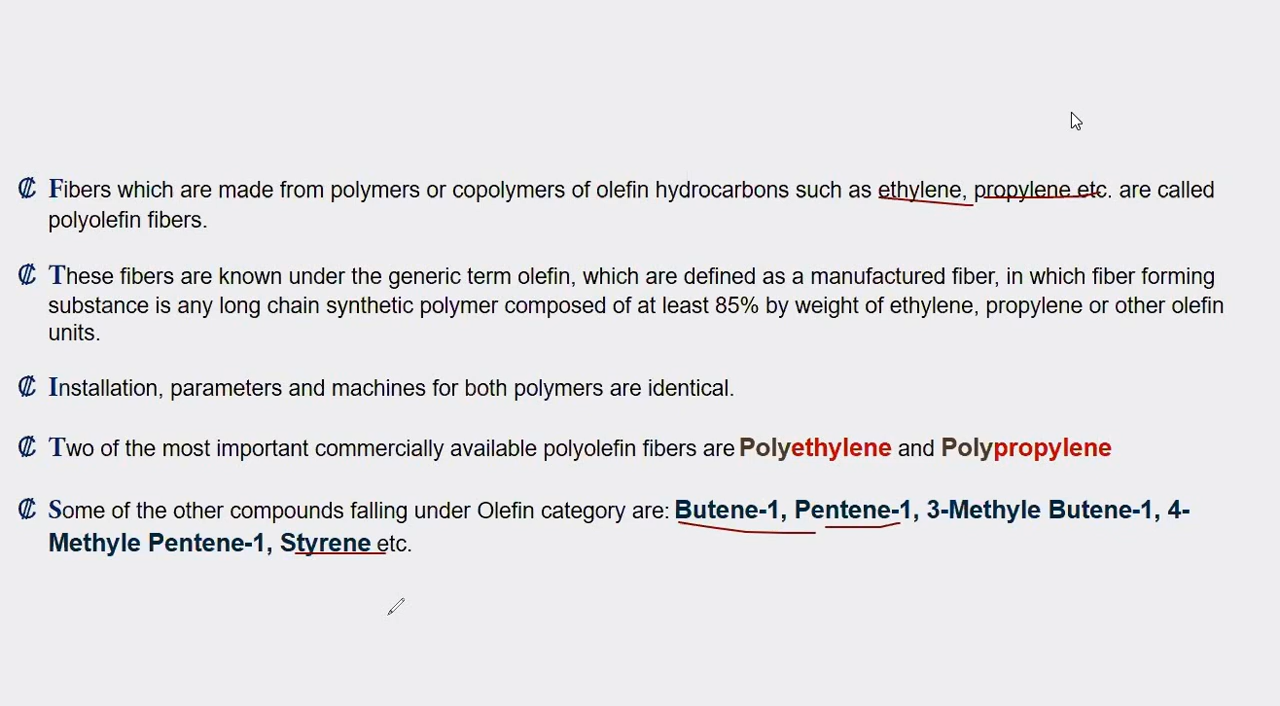 Fibers which are made from polymers or copolymers of olefin hydrocarbons such as ethylene, propylene etc. are called
polyolefin fibers.
These fibers are known under the generic term olefin, which are defined as a manufactured fiber, in which fiber forming
substance is any long chain synthetic polymer composed of at least 85% by weight of ethylene, propylene or other olefin
units.
Installation, parameters and machines for both polymers are identical.
Two of the most important commercially available polyolefin fibers are Polyethylene and Polypropylene
Some of the other compounds falling under Olefin category are: Butene-1, Pentene-1, 3-Methyle Butene-1, 4-
Methyle Pentene-1, Styrene etc.